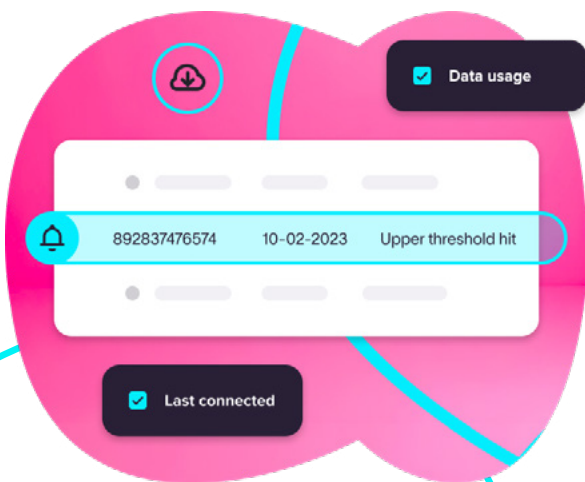 Data usage
892837476574 10-02-2023 Upper threshold hit
Last connected